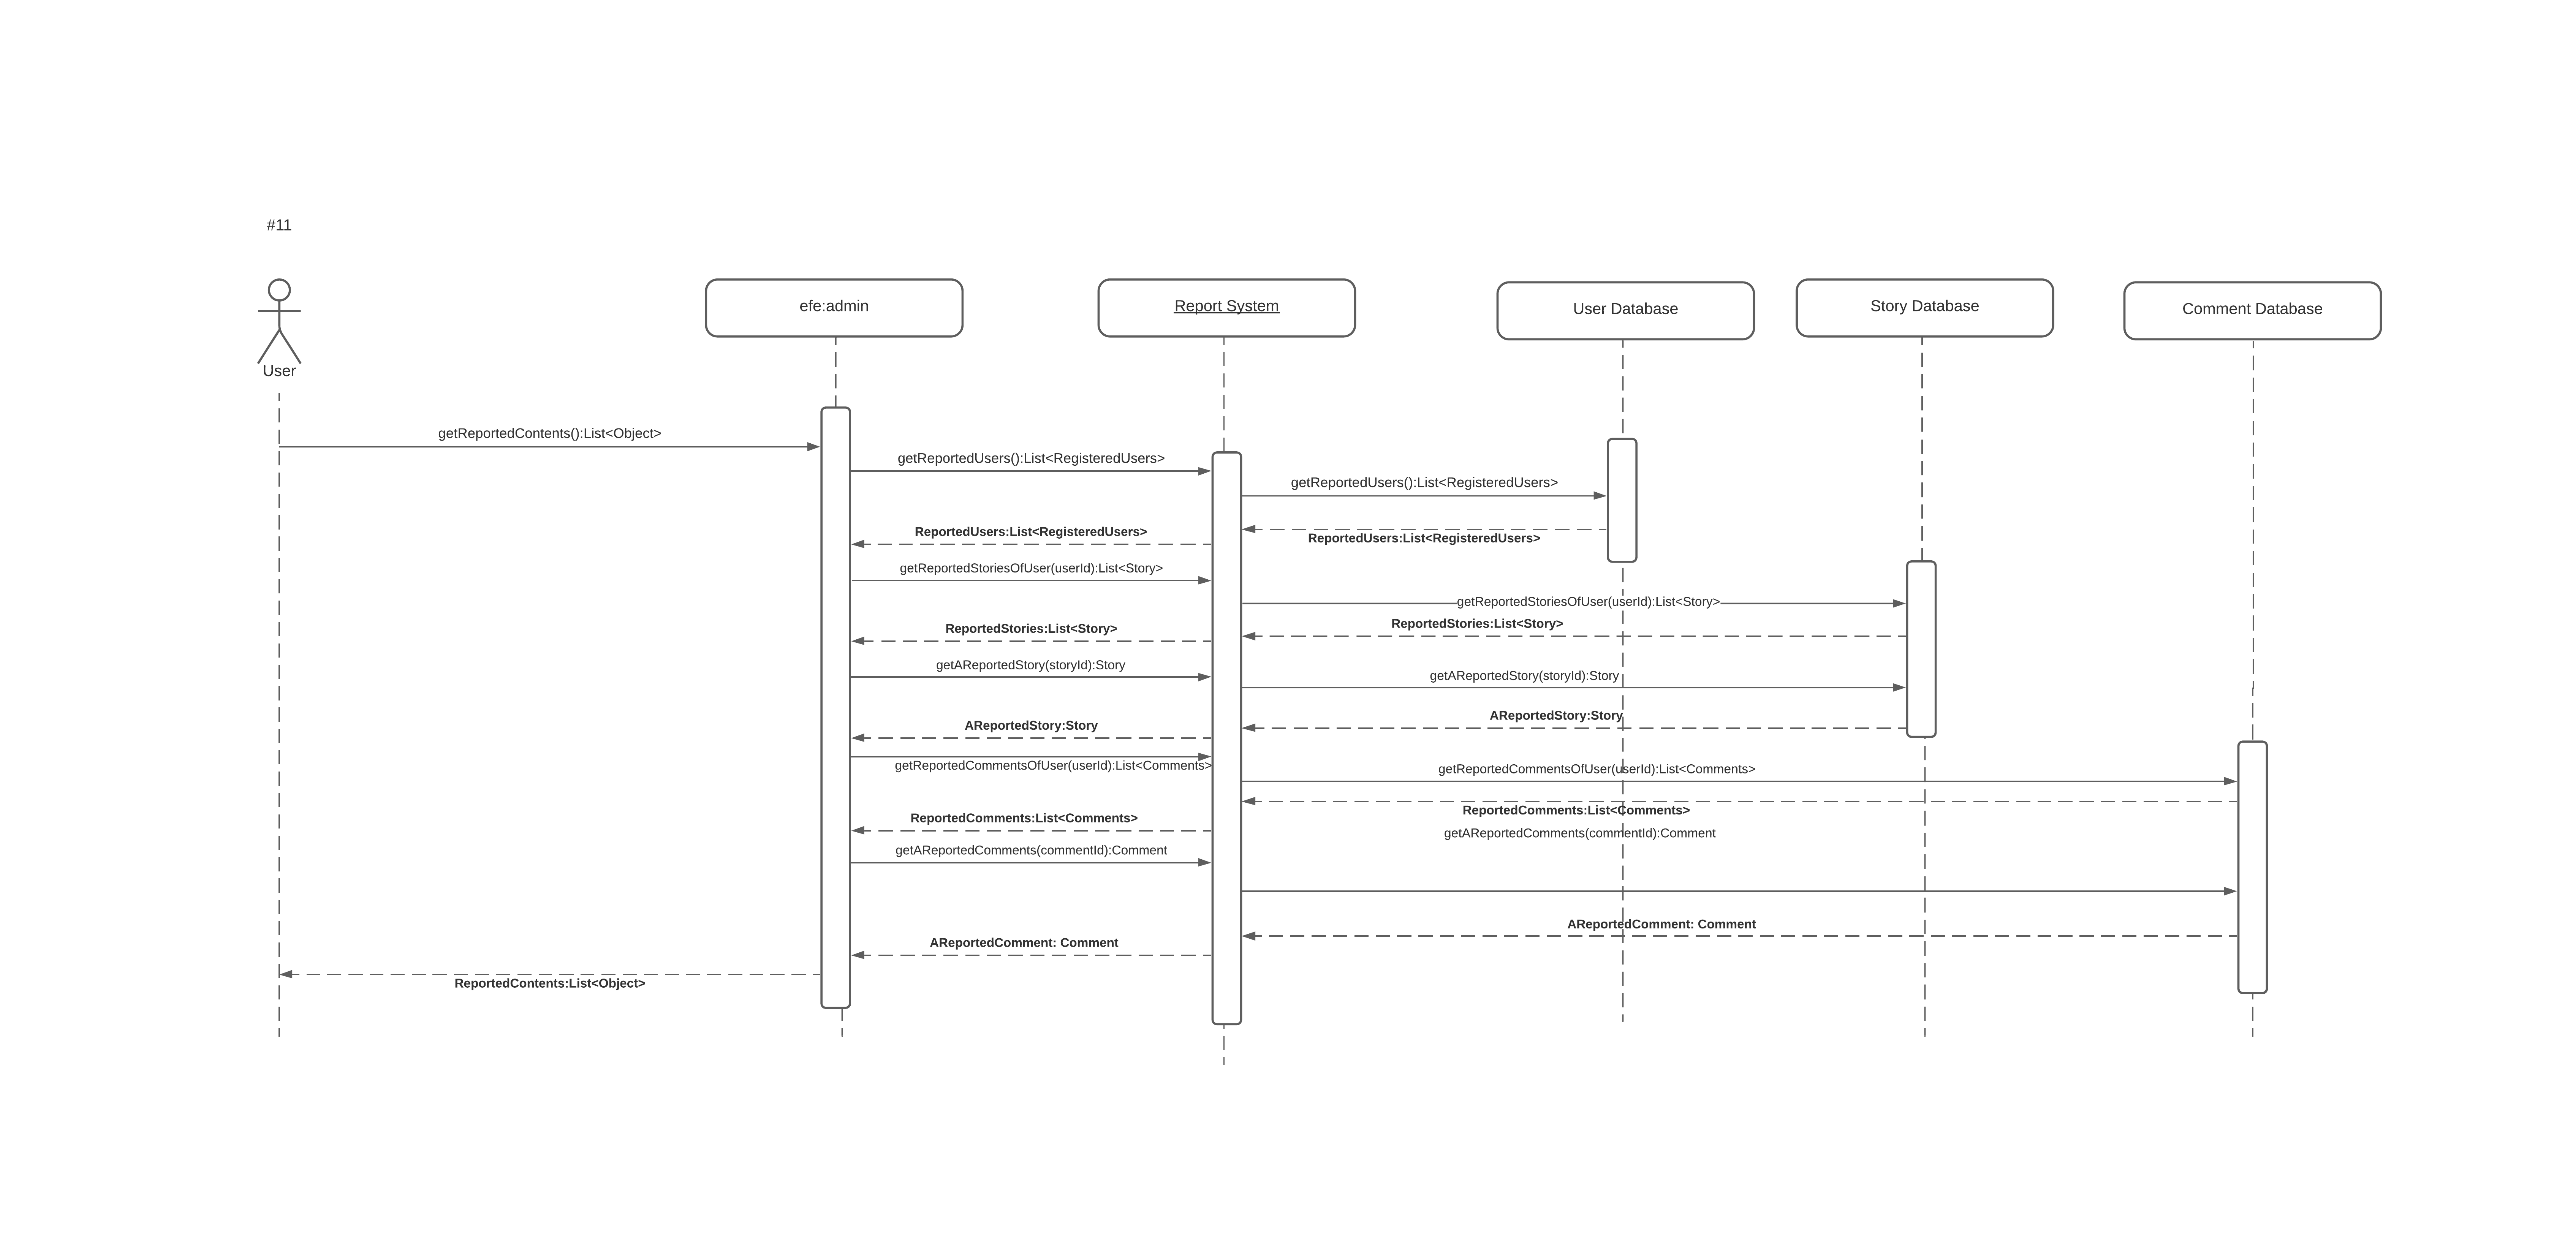 #11
User
efe:admin
Report System
User Database
Story Database
Comment Database
getReportedContents():List<Object>
getReportedUsers():List<RegisteredUsers>
getReportedUsers():List<RegisteredUsers>
ReportedUsers:List<RegisteredUsers>
ReportedUsers:List<RegisteredUsers>
getReportedStoriesOfUser(userId):List<Story>
getReportedStoriesOfUser(userId):List<Story>
ReportedStories:List<Story>
ReportedStories:List<Story>
getAReportedStory(storyId):Story
getAReportedStory(storyId):Story
AReportedStory:Story
AReportedStory:Story
getReportedCommentsOfUser(userId):List<Comments>
getReportedCommentsOfUser(userId):List<Comments>
ReportedComments:List<Comments>
ReportedComments:List<Comments>
getAReportedComments(commentId):Comment
getAReportedComments(commentId):Comment
AReportedComment: Comment
AReportedComment: Comment
ReportedContents:List<Object>